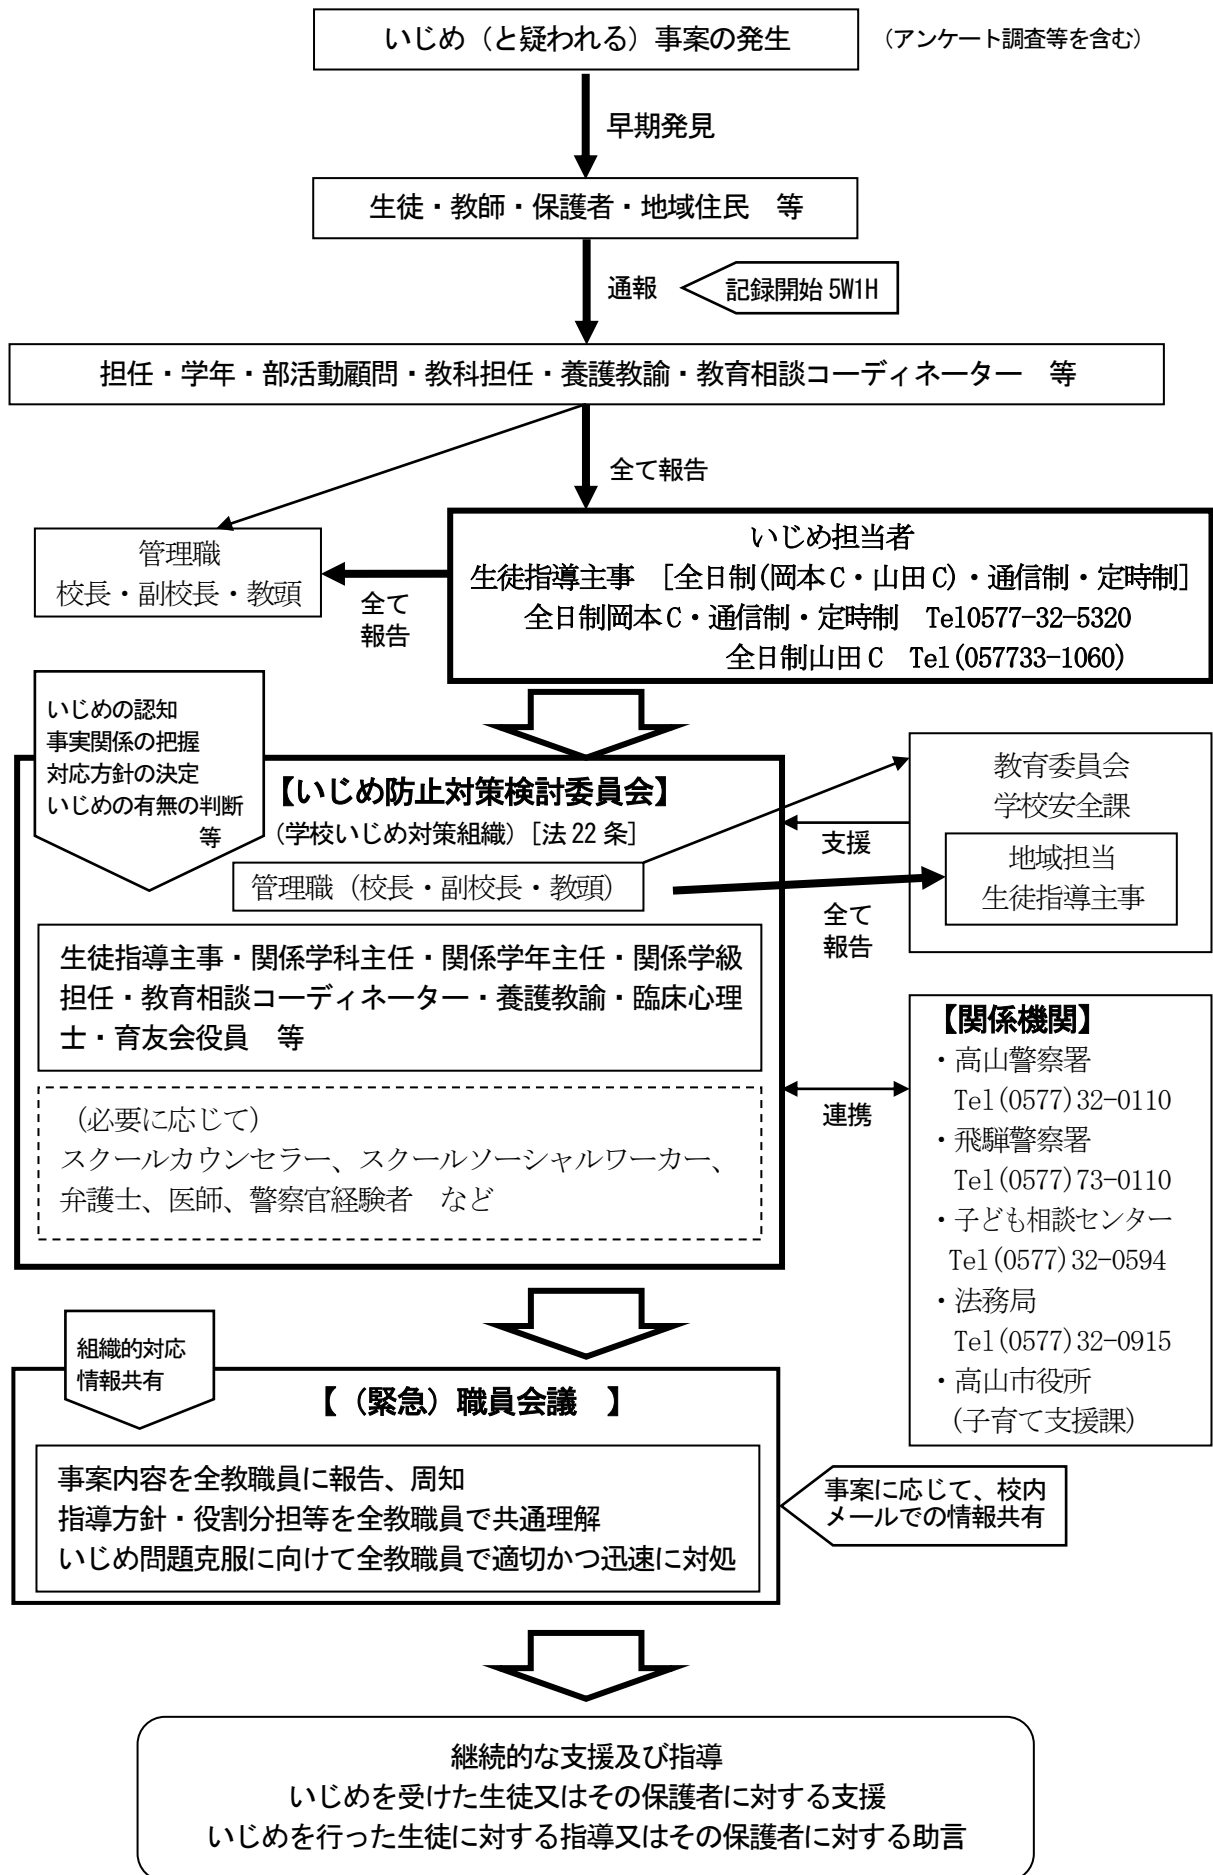 いじめ（と疑われる）事案の発生
（アンケート調査等を含む）
早期発見
生徒・教師・保護者・地域住民　等
通報
記録開始 5W1H
担任・学年・部活動顧問・教科担任・養護教諭・教育相談コーディネーター　等
全て報告
管理職
校長・副校長・教頭
全て
報告
いじめ担当者
生徒指導主事　［全日制(岡本C・山田C)・通信制・定時制］
全日制岡本C・通信制・定時制　Tel0577-32-5320
全日制山田C　Tel(057733-1060)
いじめの認知
事実関係の把握
対応方針の決定
いじめの有無の判断
等
【いじめ防止対策検討委員会】
（学校いじめ対策組織）［法22条］
管理職（校長・副校長・教頭）
生徒指導主事・関係学科主任・関係学年主任・関係学級
担任・教育相談コーディネーター・養護教諭・臨床心理
士・育友会役員　等
（必要に応じて）
スクールカウンセラー、スクールソーシャルワーカー、
弁護士、医師、警察官経験者　など
支援
全て
報告
教育委員会
学校安全課
地域担当
生徒指導主事
連携
【関係機関】
・高山警察署
Tel(0577)32-0110
・飛騨警察署
Tel(0577)73-0110
・子ども相談センター
Tel(0577)32-0594
・法務局
Tel(0577)32-0915
・高山市役所
（子育て支援課）
組織的対応
情報共有
【（緊急）職員会議　】
事案内容を全教職員に報告、周知
指導方針・役割分担等を全教職員で共通理解
いじめ問題克服に向けて全教職員で適切かつ迅速に対処
事案に応じて、校内
メールでの情報共有
継続的な支援及び指導
いじめを受けた生徒又はその保護者に対する支援
いじめを行った生徒に対する指導又はその保護者に対する助言